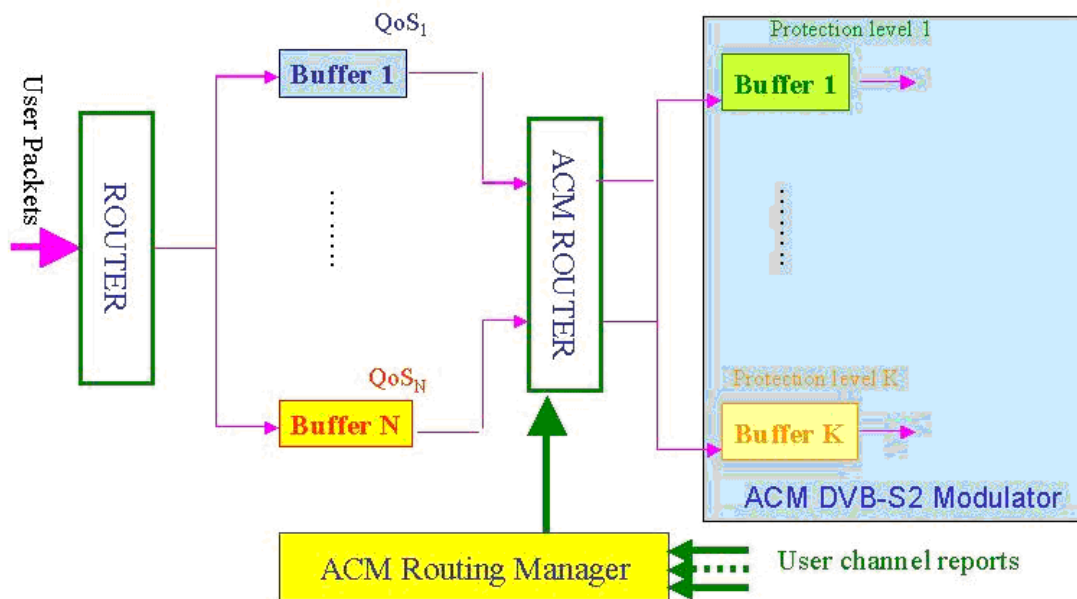 QoS1
Protection level 1
Buffer 1
Buffer 1
User Packets
ROUTER
ACM ROUTER
QoSN
Protection level K
Buffer N
Buffer K
ACM DVB-S2 Modulator
ACM Routing Manager
User channel reports